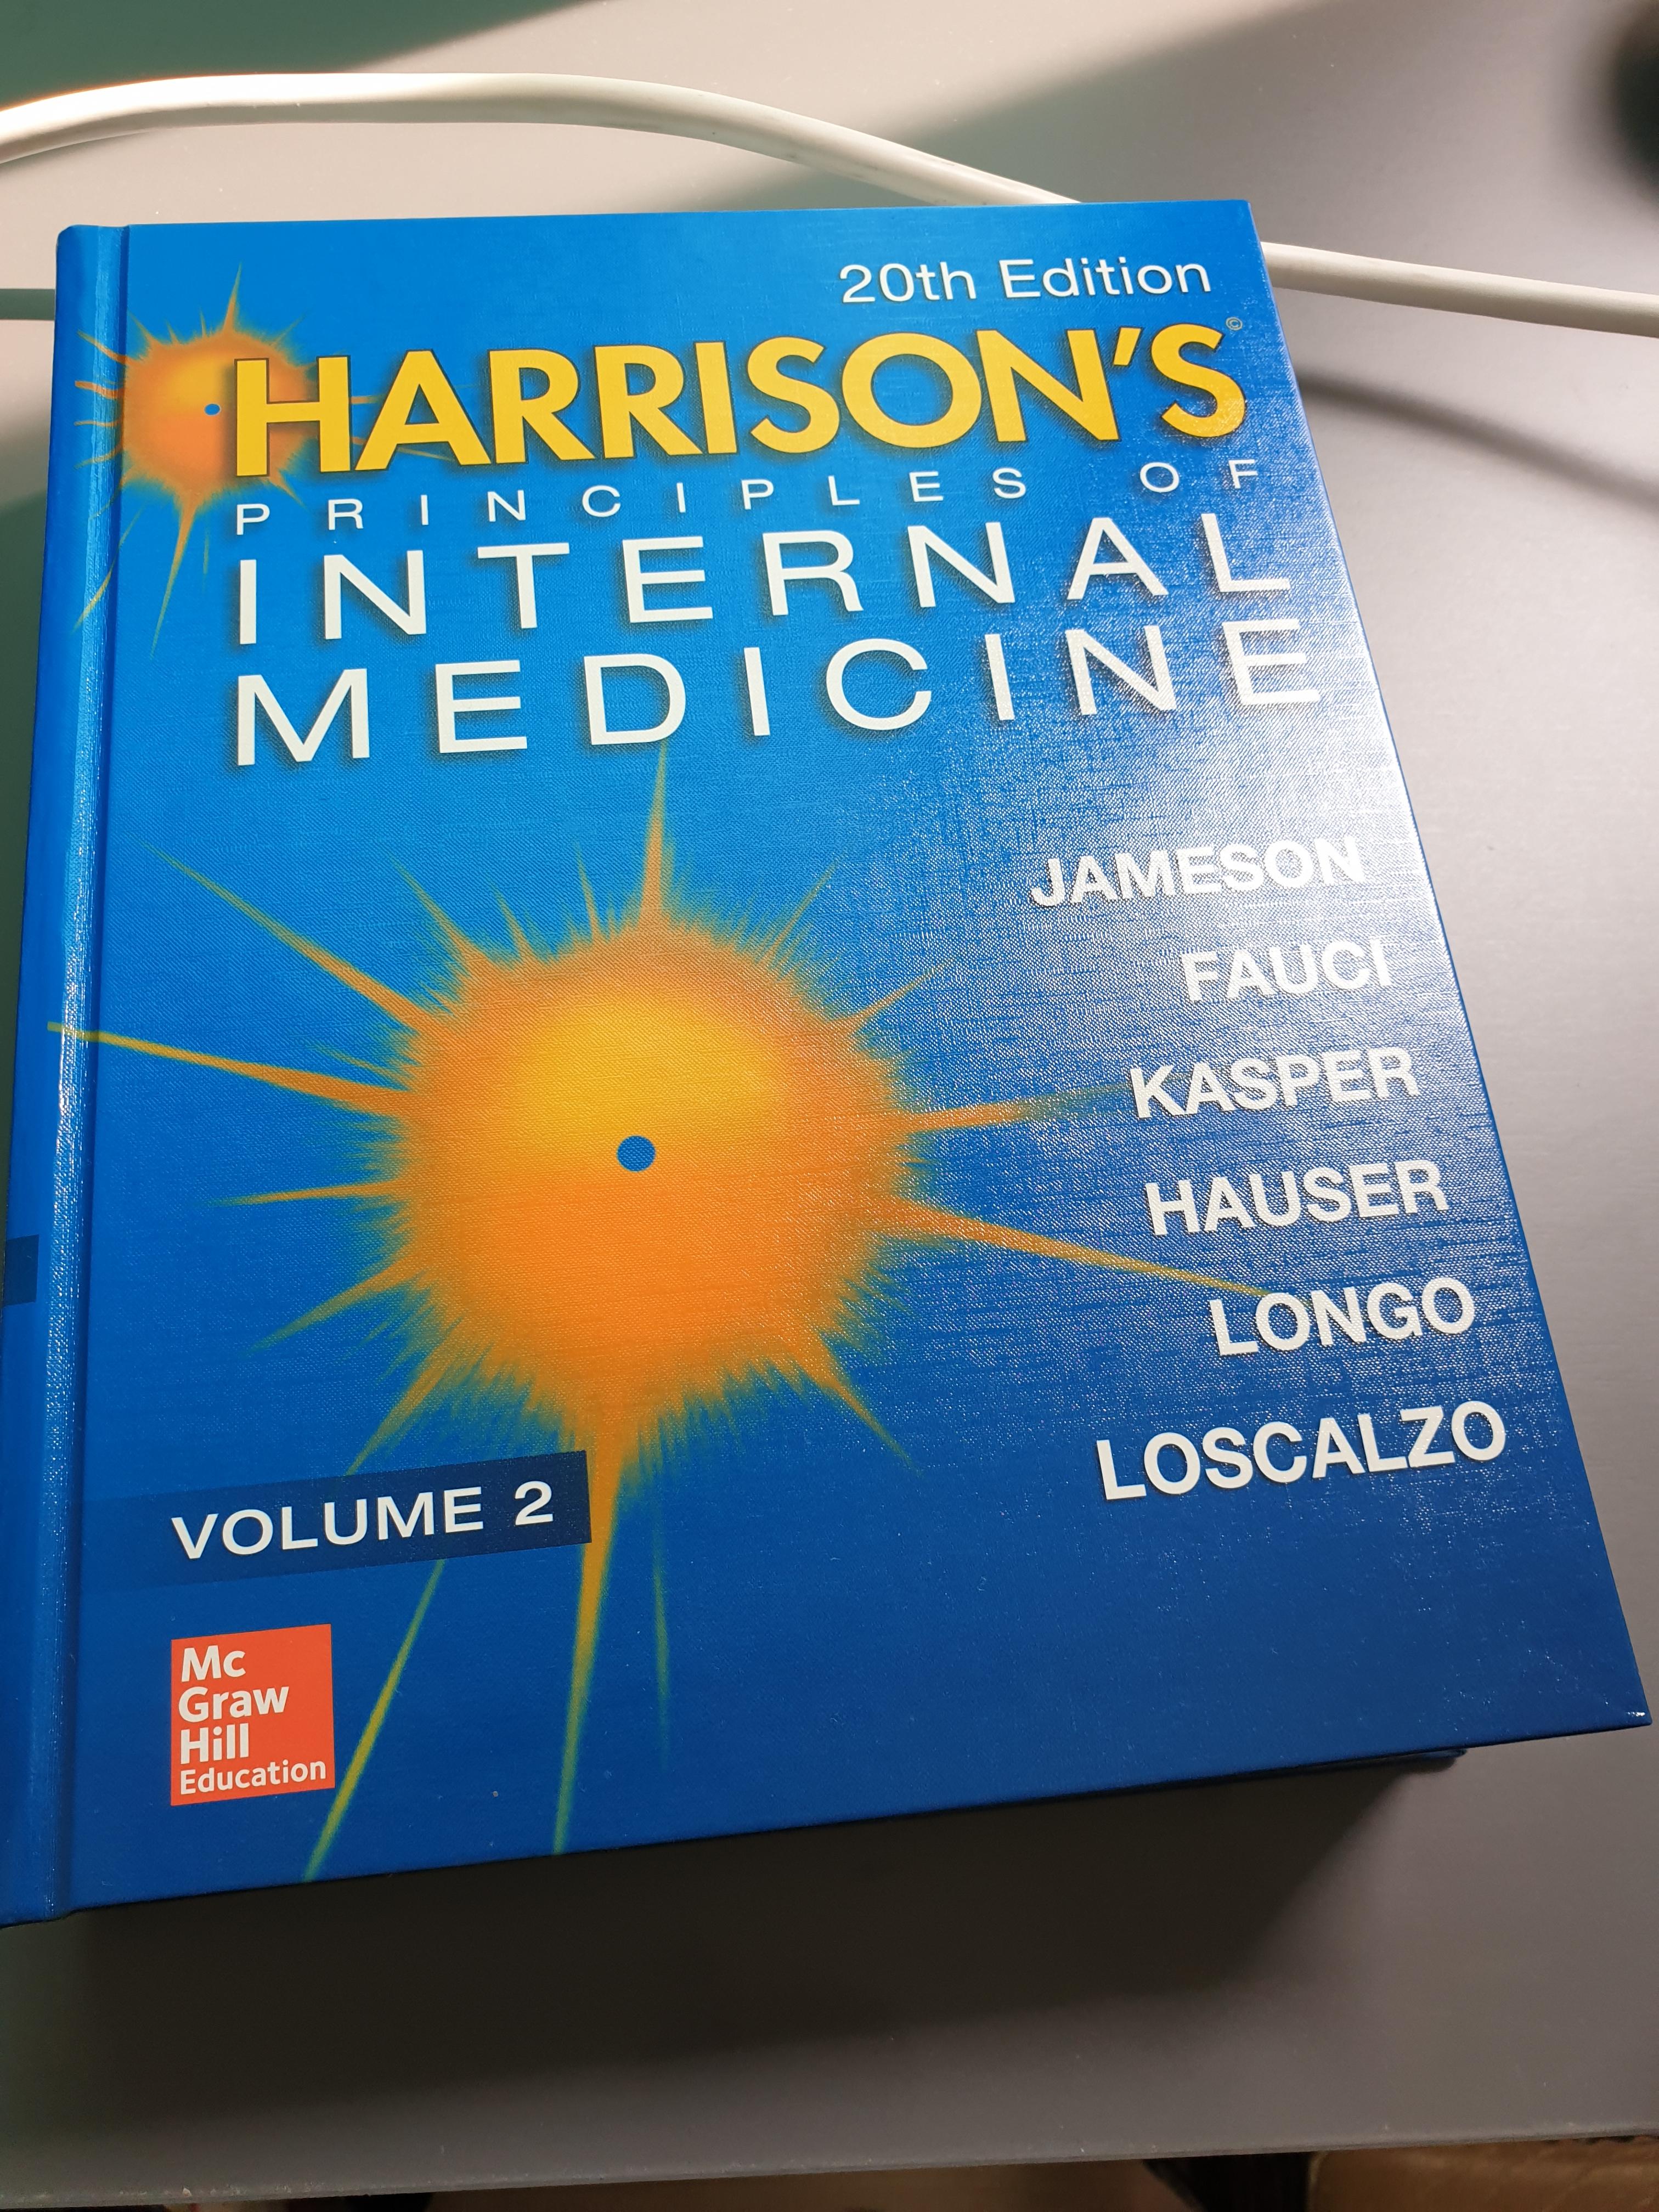 20th Edition
HARRISON'S©
PRINCIPLES OF
INTERNAL
MEDICINE
JAMESON
FAUCI
KASPER
HAUSER
LONGO
LOSCALZO
VOLUME 2
Mc
Graw
Hill
Education